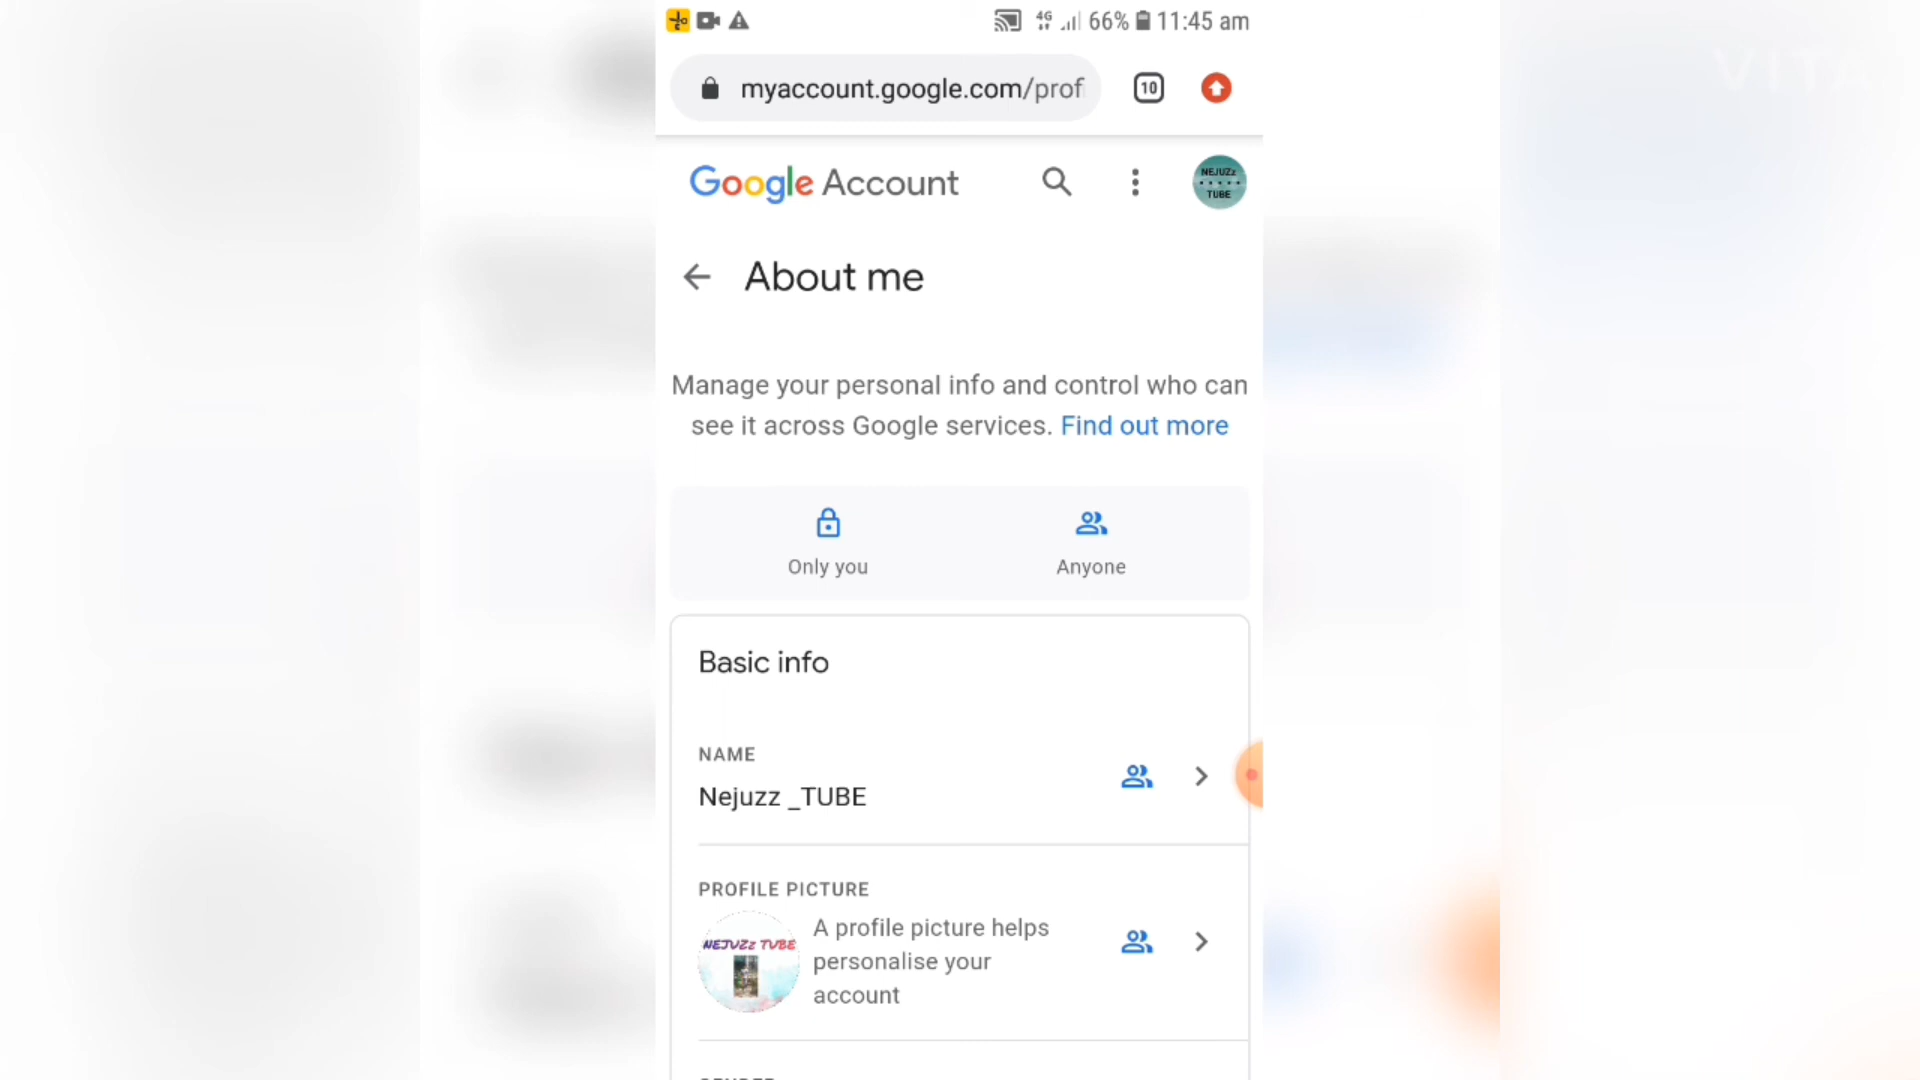 4G 66% 11:45 am
myaccount.google.com/prof
10
Google Account
NEJUZz
TUBE
About me
Manage your personal info and control who can
see it across Google services. Find out more
Only you
Anyone
Basic info
NAME
Nejuzz _TUBE
PROFILE PICTURE
NEJUZz TUBE
A profile picture helps
personalise your
account
VITA